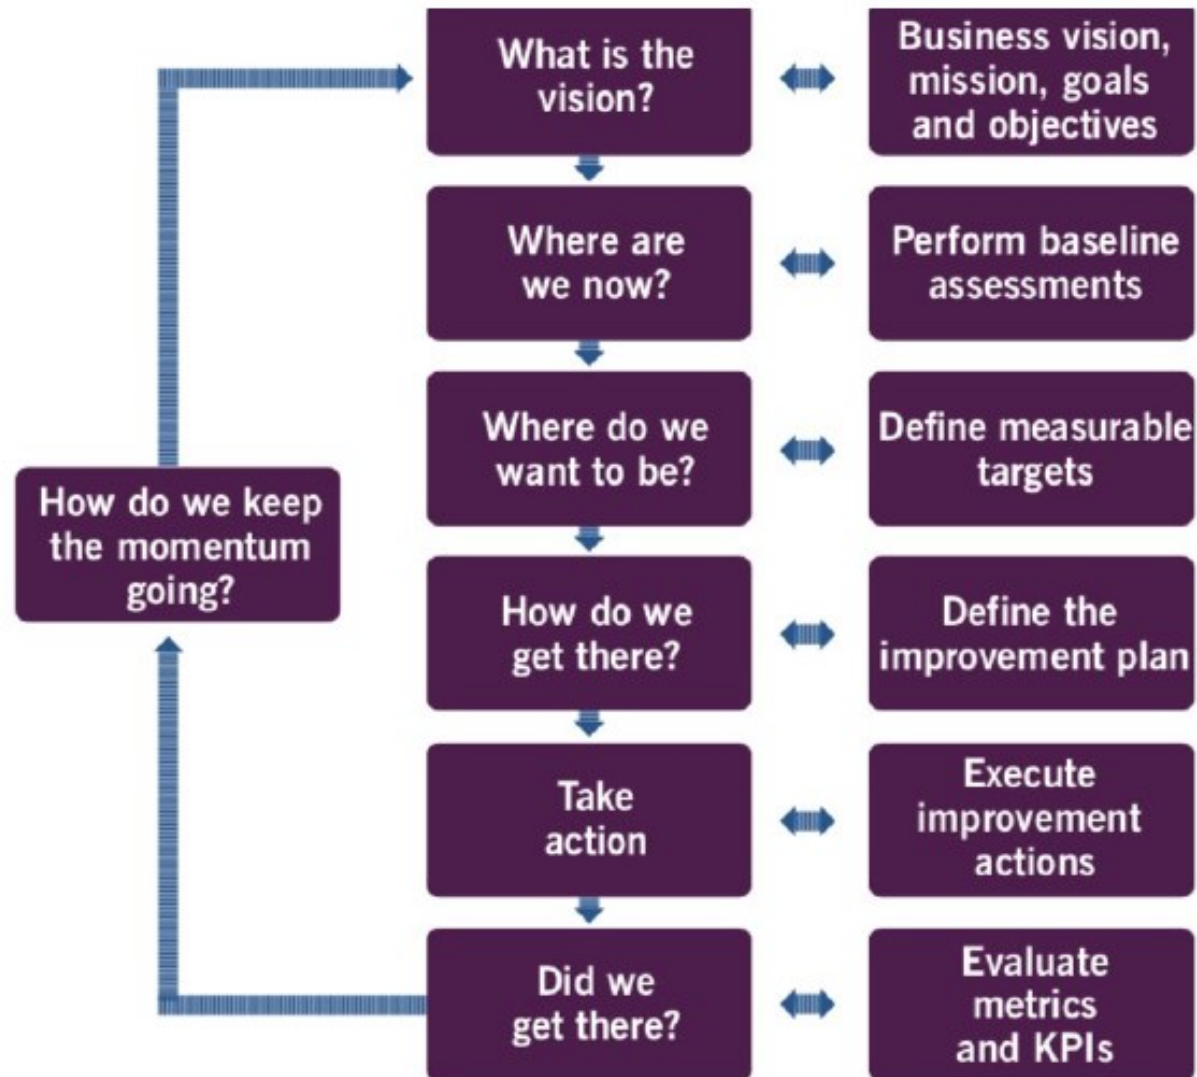 What is the
vision?
Business vision,
mission, goals
and objectives
Where are
we now?
Perform baseline
assessments
Where do we
want to be?
Define measurable
targets
How do we keep
the momentum
going?
How do we
get there?
Define the
improvement plan
Take
action
Execute
improvement
actions
Did we
get there?
Evaluate
metrics
and KPIs